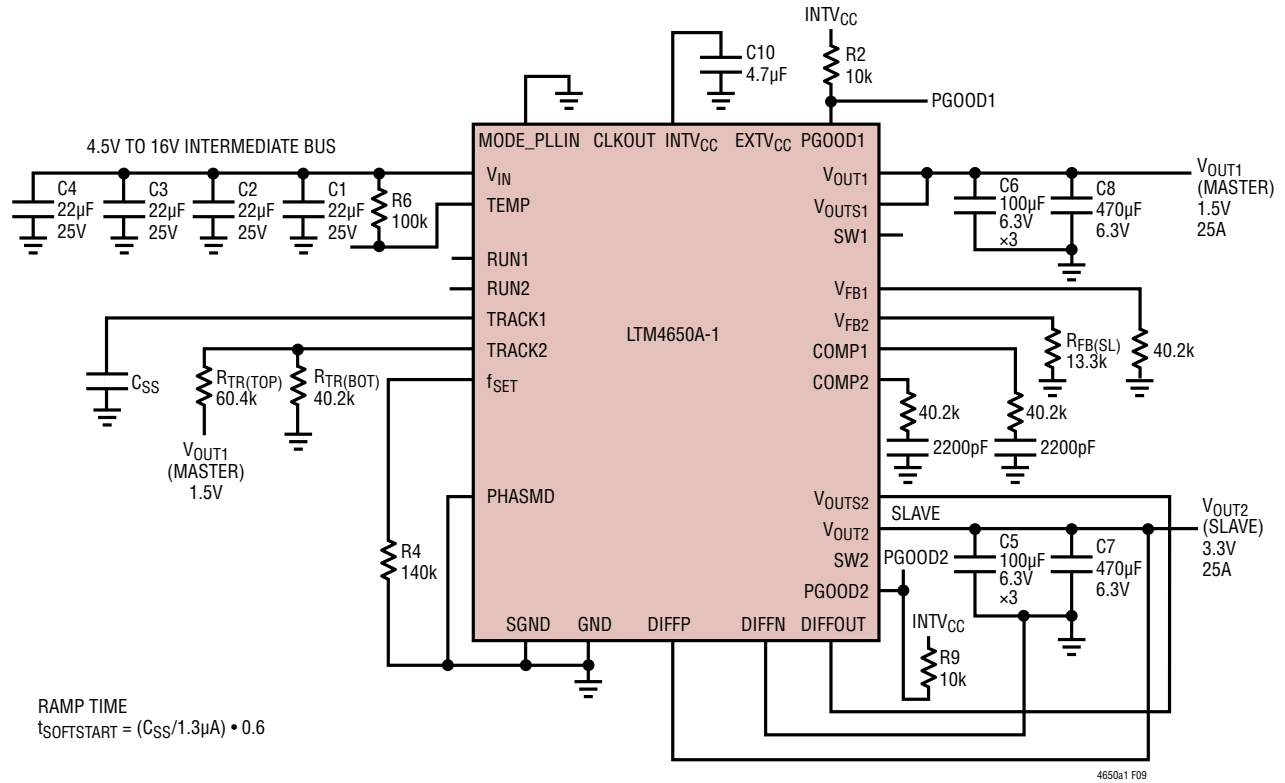 INTVCC
C10
4.7µF
R2
10k
PGOOD1
4.5V TO 16V INTERMEDIATE BUS
MODE_PLLIN CLKOUT INTVCC EXTVCC PGOOD1
C4
22µF
25V
C3
22µF
25V
C2
22µF
25V
C1
22µF
25V
R6
100k
VIN
TEMP
RUN1
RUN2
TRACK1
TRACK2
fSET
PHASMD
LTM4650A-1
VOUT1
VOUTS1
SW1
VFB1
VFB2
COMP1
COMP2
VOUTS2
VOUT2
SW2
PGOOD2
SGND GND DIFFP DIFFN DIFFOUT
C6
100µF
6.3V
×3
C8
470µF
6.3V
VOUT1
(MASTER)
1.5V
25A
RFB(SL)
13.3k
40.2k
40.2k
40.2k
2200pF
2200pF
CSS
RTR(TOP)
60.4k
RTR(BOT)
40.2k
VOUT1
(MASTER)
1.5V
R4
140k
SLAVE
PGOOD2
C5
100µF
6.3V
×3
C7
470µF
6.3V
VOUT2
(SLAVE)
3.3V
25A
INTVCC
R9
10k
RAMP TIME
tSOFTSTART = (CSS/1.3µA) • 0.6
4650a1 F09